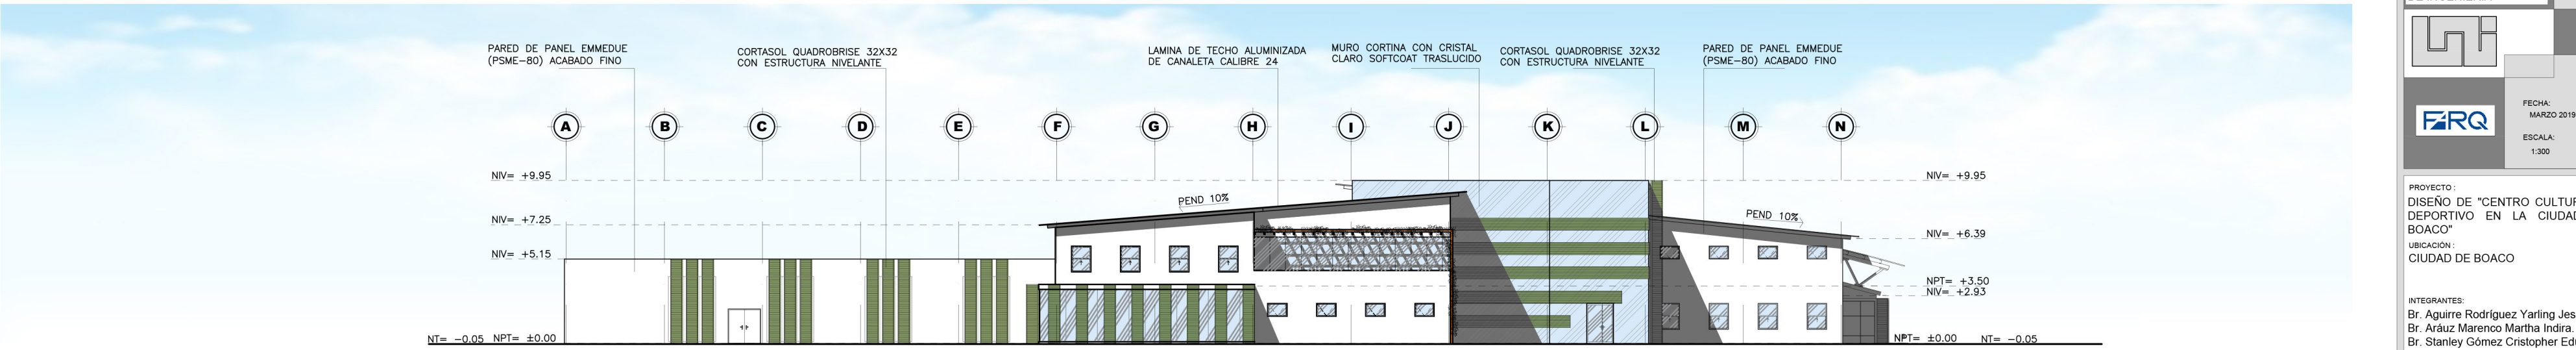 PARED DE PANEL EMMEDUE
(PSME-80) ACABADO FINO
CORTASOL QUADROBRISE 32X32
CON ESTRUCTURA NIVELANTE
LAMINA DE TECHO ALUMINIZADA
DE CANALETA CALIBRE 24
MURO CORTINA CON CRISTAL
CLARO SOFTCOAT TRASLUCIDO
CORTASOL QUADROBRISE 32X32
CON ESTRUCTURA NIVELANTE
PARED DE PANEL EMMEDUE
(PSME-80) ACABADO FINO
A B C D E F G H I J K L M N
NIV= +9.95
NIV= +7.25
NIV= +5.15
NT= -0.05 NPT= ±0.00
PEND 10%
PEND 10%
NIV= +9.95
NIV= +6.39
NPT= +3.50
NIV= +2.93
NPT= ±0.00 NT= -0.05
FARQ
FECHA:
MARZO 2019
ESCALA:
1:300
PROYECTO :
DISEÑO DE "CENTRO CULTUR
DEPORTIVO EN LA CIUDAD
BOACO"
UBICACIÓN :
CIUDAD DE BOACO
INTEGRANTES:
Br. Aguirre Rodríguez Yarling Jes
Br. Aráuz Marenco Martha Indira.
Br. Stanley Gómez Cristopher Ed